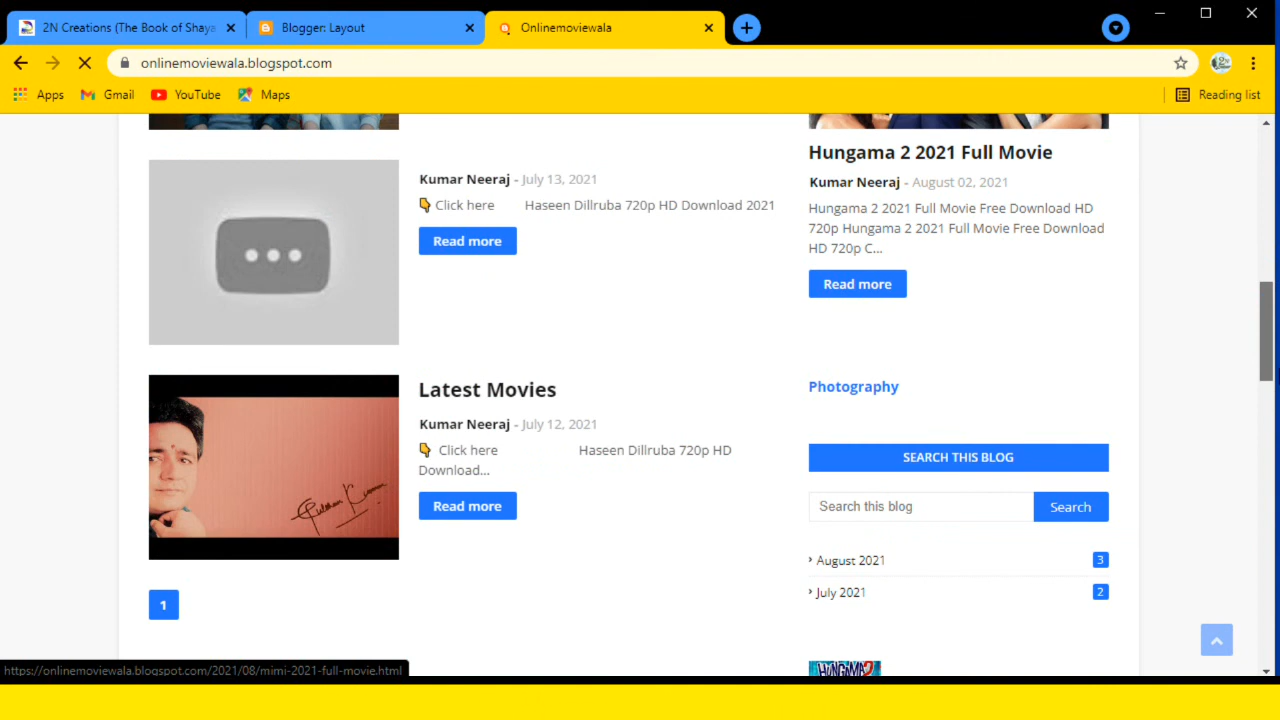 2N Creations (The Book of Shaya
Blogger: Layout
Onlinemoviewala
onlinemoviewala.blogspot.com
Apps
Gmail
YouTube
Maps
Reading list
Kumar Neeraj - July 13, 2021
👇 Click here Haseen Dillruba 720p HD Download 2021
Read more
Latest Movies
Kumar Neeraj - July 12, 2021
👇 Click here Haseen Dillruba 720p HD
Download...
Read more
1
Hungama 2 2021 Full Movie
Kumar Neeraj - August 02, 2021
Hungama 2 2021 Full Movie Free Download HD
720p Hungama 2 2021 Full Movie Free Download
HD 720p C...
Read more
Photography
SEARCH THIS BLOG
Search this blog
Search
August 2021
3
July 2021
2
HUNGAMA 2
https://onlinemoviewala.blogspot.com/2021/08/mimi-2021-full-movie.html